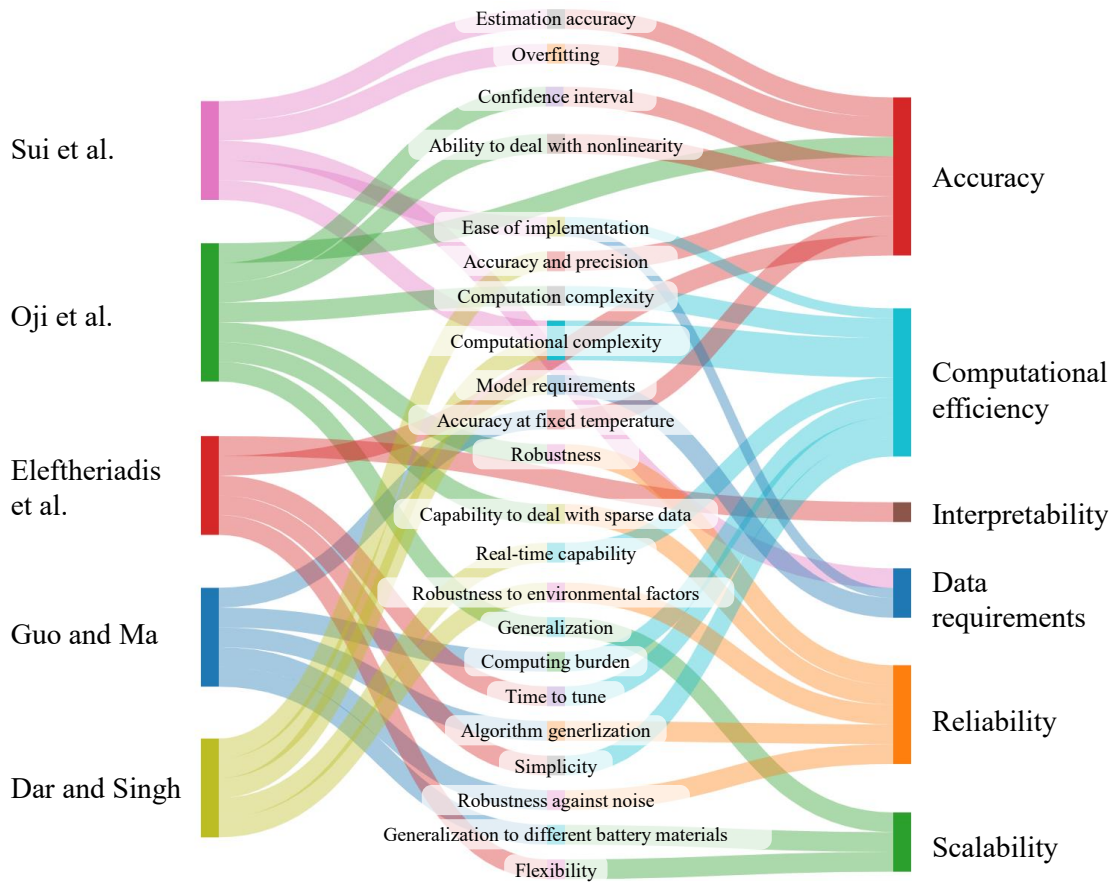 Sui et al.
Oji et al.
Eleftheriadis
et al.
Guo and Ma
Dar and Singh
Estimation accuracy
Overfitting
Confidence interval
Ability to deal with nonlinearity
Ease of implementation
Accuracy and precision
Computation complexity
Computational complexity
Model requirements
Accuracy at fixed temperature
Robustness
Capability to deal with sparse data
Real-time capability
Robustness to environmental factors
Generalization
Computing burden
Time to tune
Algorithm generlization
Simplicity
Robustness against noise
Generalization to different battery materials
Flexibility
Accuracy
Computational
efficiency
Interpretability
Data
requirements
Reliability
Scalability